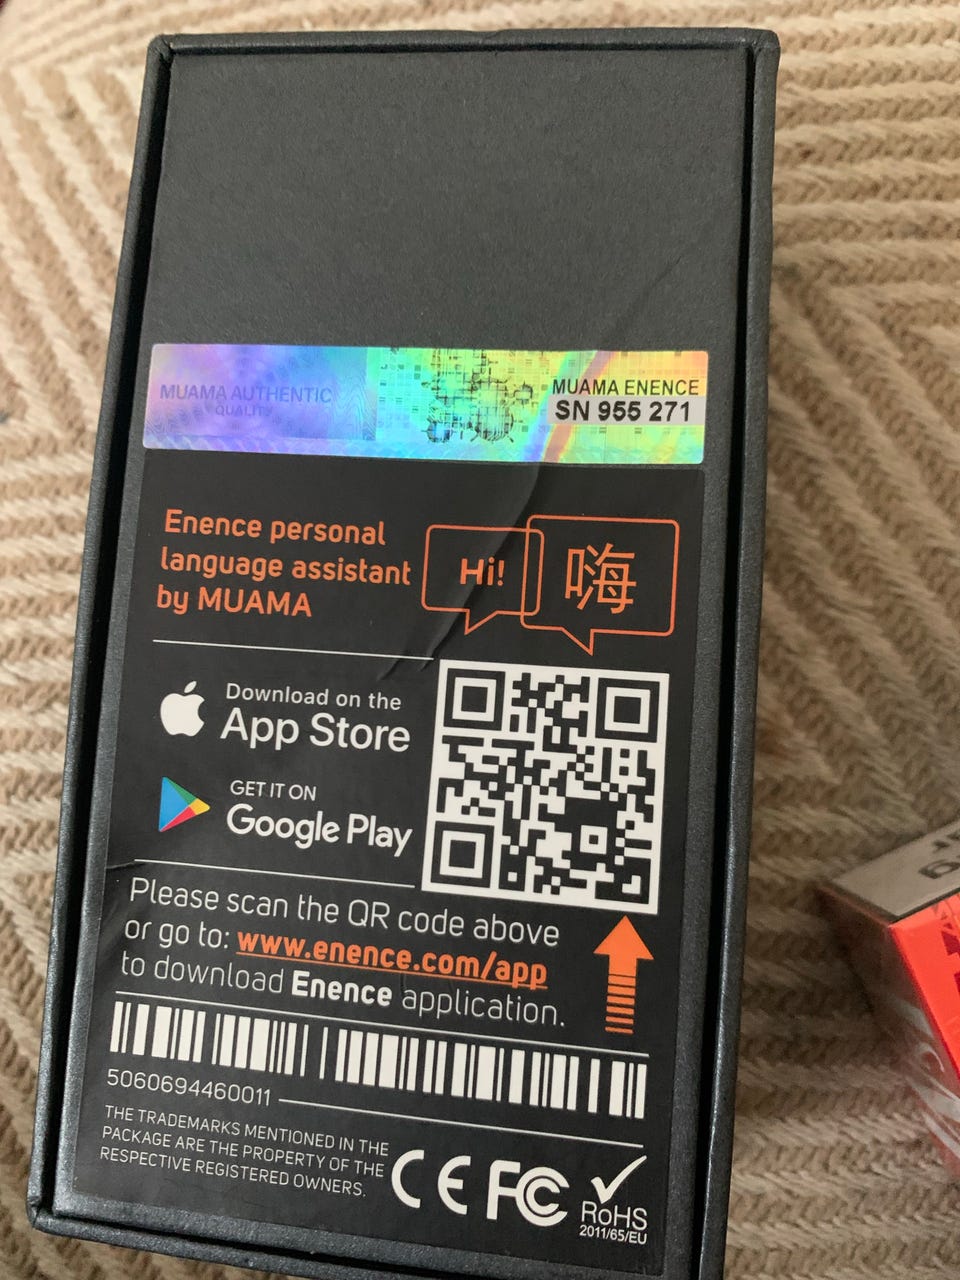 MUAMA AUTHENTIC
QUALITY
MUAMA ENENCE
SN 955 271
Enence personal
language assistant
by MUAMA
Hi!
嗨
Download on the
App Store
GET IT ON
Google Play
Please scan the QR code above
or go to: www.enence.com/app
to download Enence application.
5060694460011
THE TRADEMARKS MENTIONED IN THE
PACKAGE ARE THE PROPERTY OF THE
RESPECTIVE REGISTERED OWNERS.
CE FC
RoHS
2011/65/EU